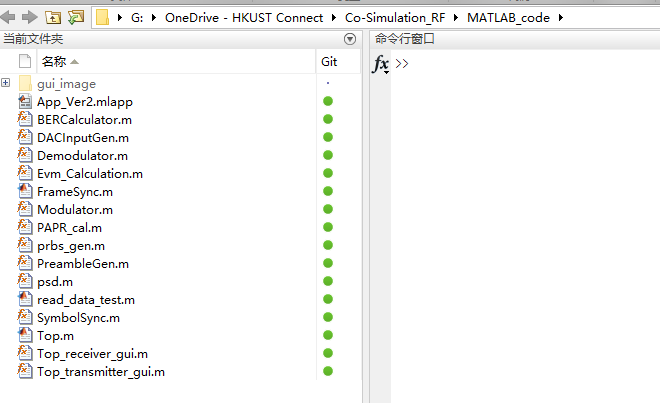 G: OneDrive - HKUST Connect Co-Simulation_RF MATLAB_code
当前文件夹
命令行窗口
名称 Git
fx >>
gui_image
App_Ver2.mlapp
BERCalculator.m
DACInputGen.m
Demodulator.m
Evm_Calculation.m
FrameSync.m
Modulator.m
PAPR_cal.m
prbs_gen.m
PreambleGen.m
psd.m
read_data_test.m
SymbolSync.m
Top.m
Top_receiver_gui.m
Top_transmitter_gui.m